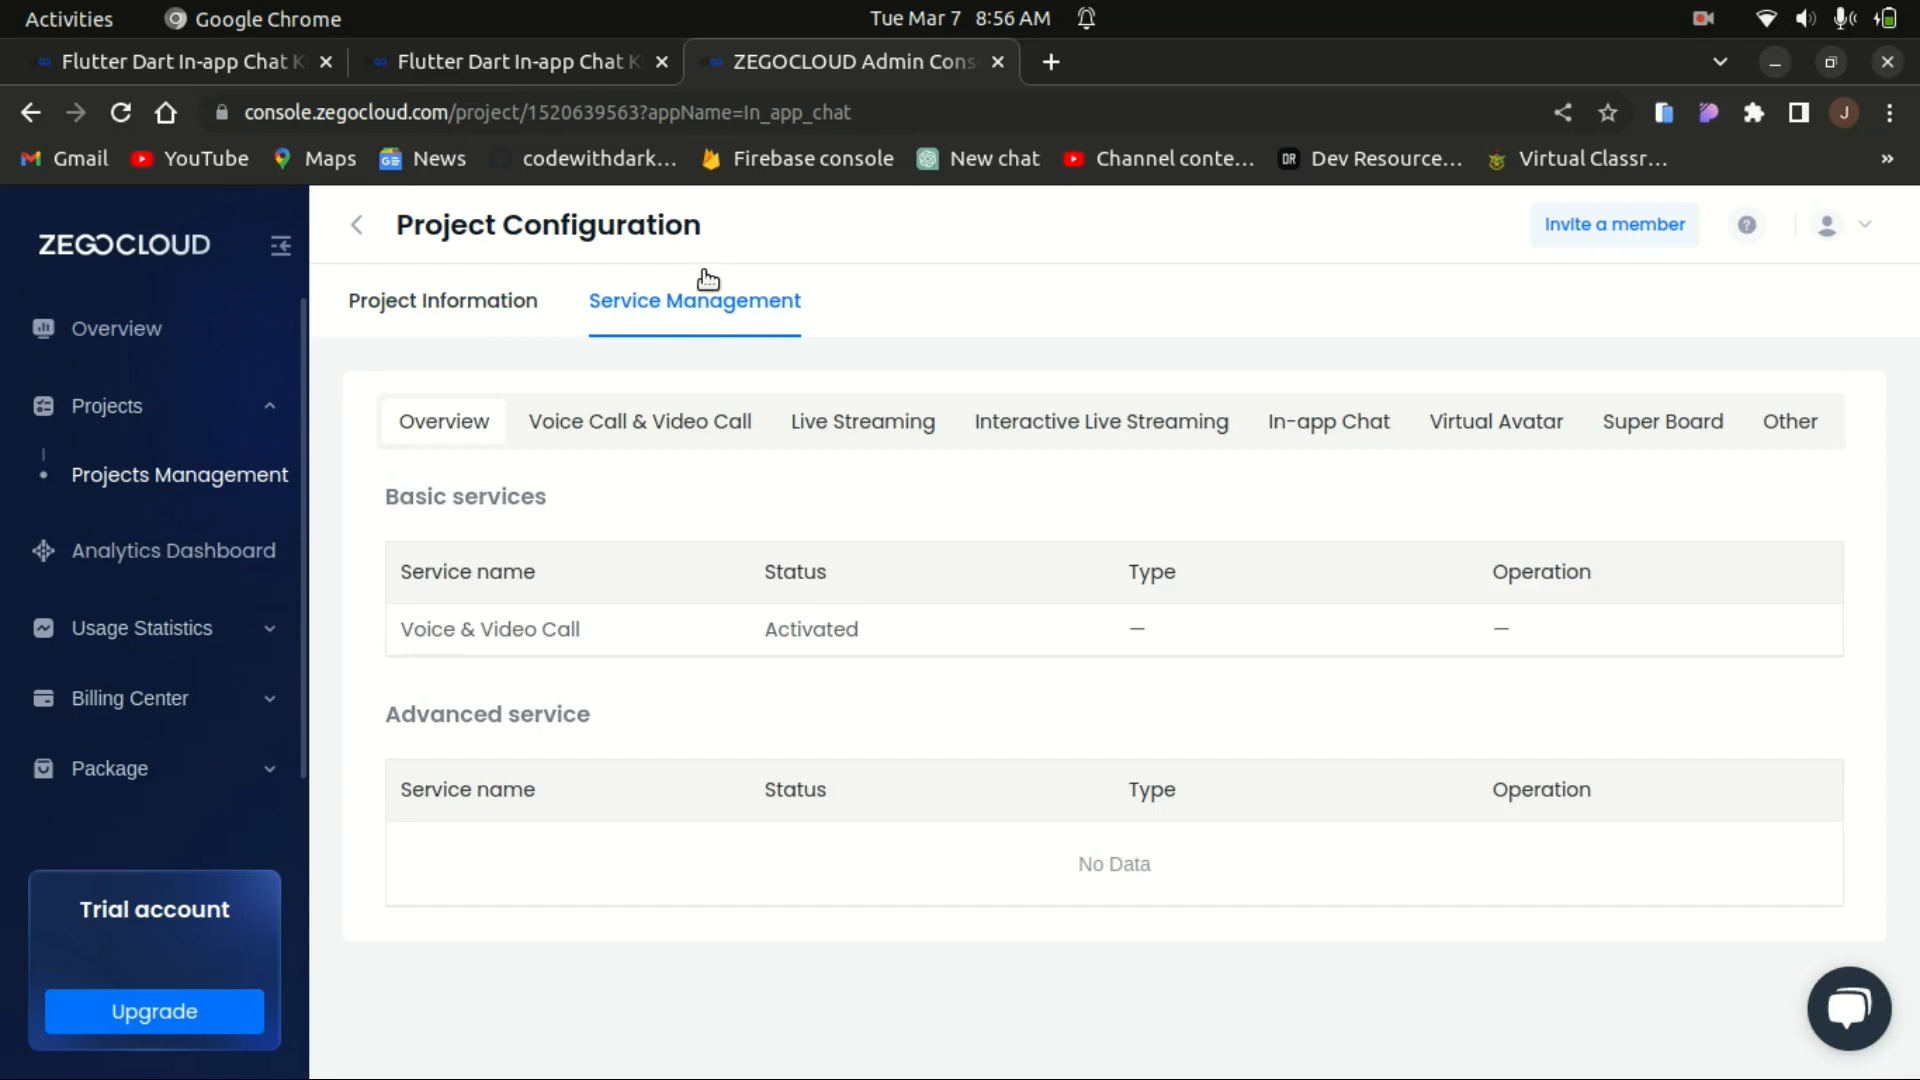 Activities Google Chrome Tue Mar 7 8:56 AM
Flutter Dart In-app Chat K Flutter Dart In-app Chat K ZEGOCLOUD Admin Cons
console.zegocloud.com/project/1520639563?appName=In_app_chat J
Gmail YouTube Maps GE News codewithdark... Firebase console New chat Channel conte... DR Dev Resource... Virtual Classr... »
ZEGOCLOUD
Overview
Projects
Projects Management
Analytics Dashboard
Usage Statistics
Billing Center
Package
Trial account
Upgrade
Project Configuration
Invite a member ?
Project Information Service Management
Overview Voice Call & Video Call Live Streaming Interactive Live Streaming In-app Chat Virtual Avatar Super Board Other
Basic services
Service name Status Type Operation
Voice & Video Call Activated — —
Advanced service
Service name Status Type Operation
No Data